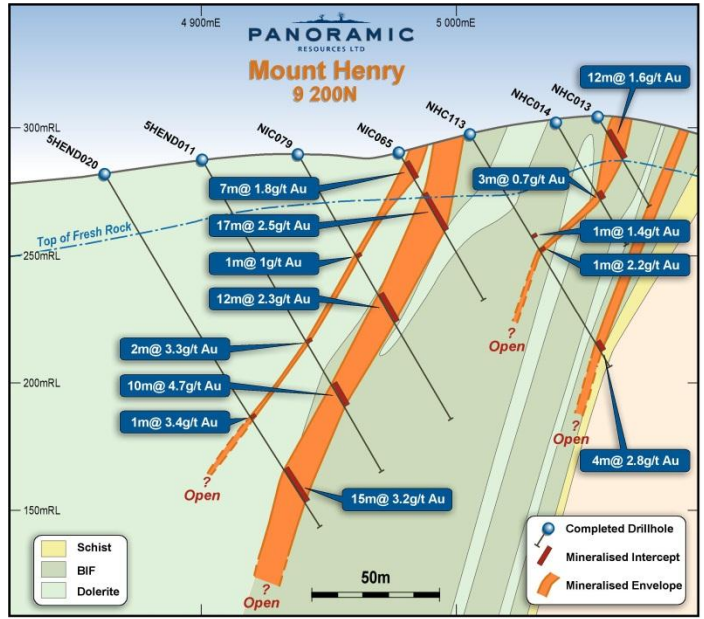 4 900mE
5 000mE
PANORAMIC
RESOURCES LTD
Mount Henry
9 200N
5HEND020
5HEND011
NIC079
NIC065
NHC113
NHC014
NHC013
12m@ 1.6g/t Au
300mRL
7m@ 1.8g/t Au
3m@ 0.7g/t Au
17m@ 2.5g/t Au
Top of Fresh Rock
1m@ 1.4g/t Au
250mRL
1m@ 1g/t Au
1m@ 2.2g/t Au
12m@ 2.3g/t Au
?
Open
2m@ 3.3g/t Au
200mRL
10m@ 4.7g/t Au
?
Open
1m@ 3.4g/t Au
4m@ 2.8g/t Au
?
Open
15m@ 3.2g/t Au
150mRL
Schist
BIF
Dolerite
?
Open
50m
Completed Drillhole
Mineralised Intercept
Mineralised Envelope